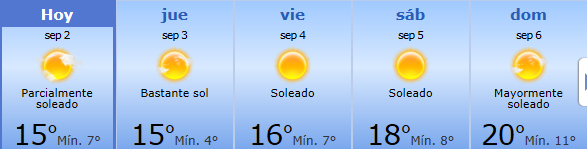 Hoy
sep 2
Parcialmente
soleado
15° Mín. 7°
jue
sep 3
Bastante sol
15° Mín. 4°
vie
sep 4
Soleado
16° Mín. 7°
sáb
sep 5
Soleado
18° Mín. 8°
dom
sep 6
Mayormente
soleado
20° Mín. 11°